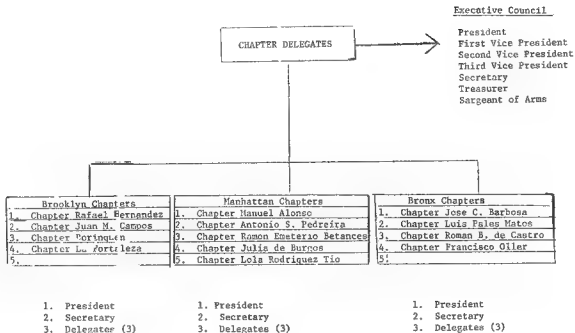 Executive Council
President
First Vice President
Second Vice President
Third Vice President
Secretary
Treasurer
Sargeant of Arms
CHAPTER DELEGATES
Brooklyn Chapters
1. Chapter Rafael Hernandez
2. Chapter Juan M. Campos
3. Chapter Borinquen
4. Chapter La Fortaleza
5.
Manhattan Chapters
1. Chapter Manuel Alonso
2. Chapter Antonio S. Pedreira
3. Chapter Ramon Emeterio Betances
4. Chapter Julia de Burgos
5. Chapter Lola Rodriquez Tio
Bronx Chapters
1. Chapter Jose C. Barbosa
2. Chapter Luis Pales Matos
3. Chapter Roman B. de Castro
4. Chapter Francisco Oller
5.
1. President
2. Secretary
3. Delegates (3)
1. President
2. Secretary
3. Delegates (3)
1. President
2. Secretary
3. Delegates (3)